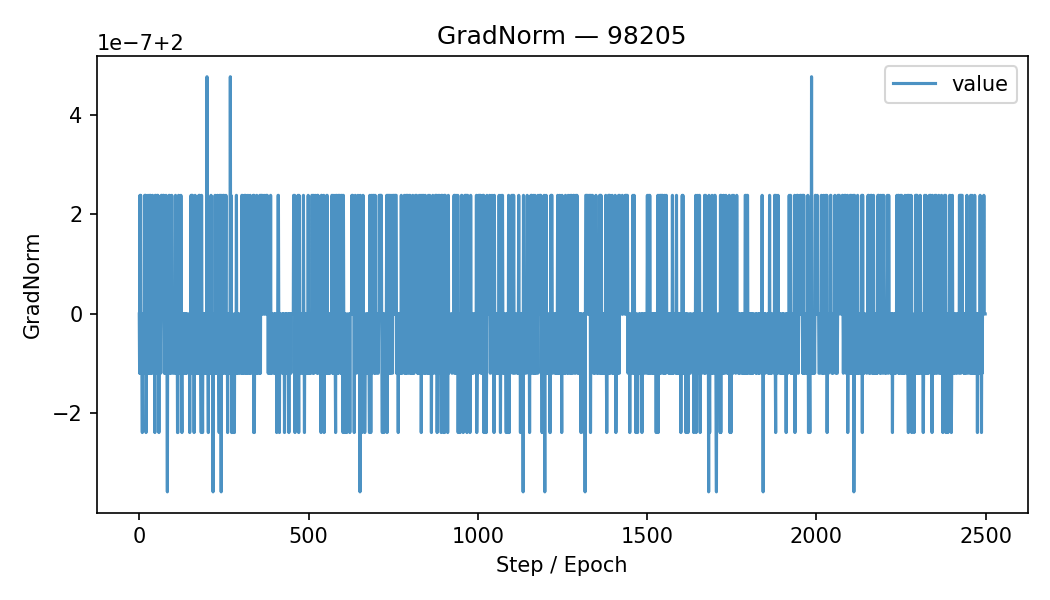 GradNorm — 98205
1e−7+2
value
4
2
0
−2
GradNorm
0
500
1000
1500
2000
2500
Step / Epoch